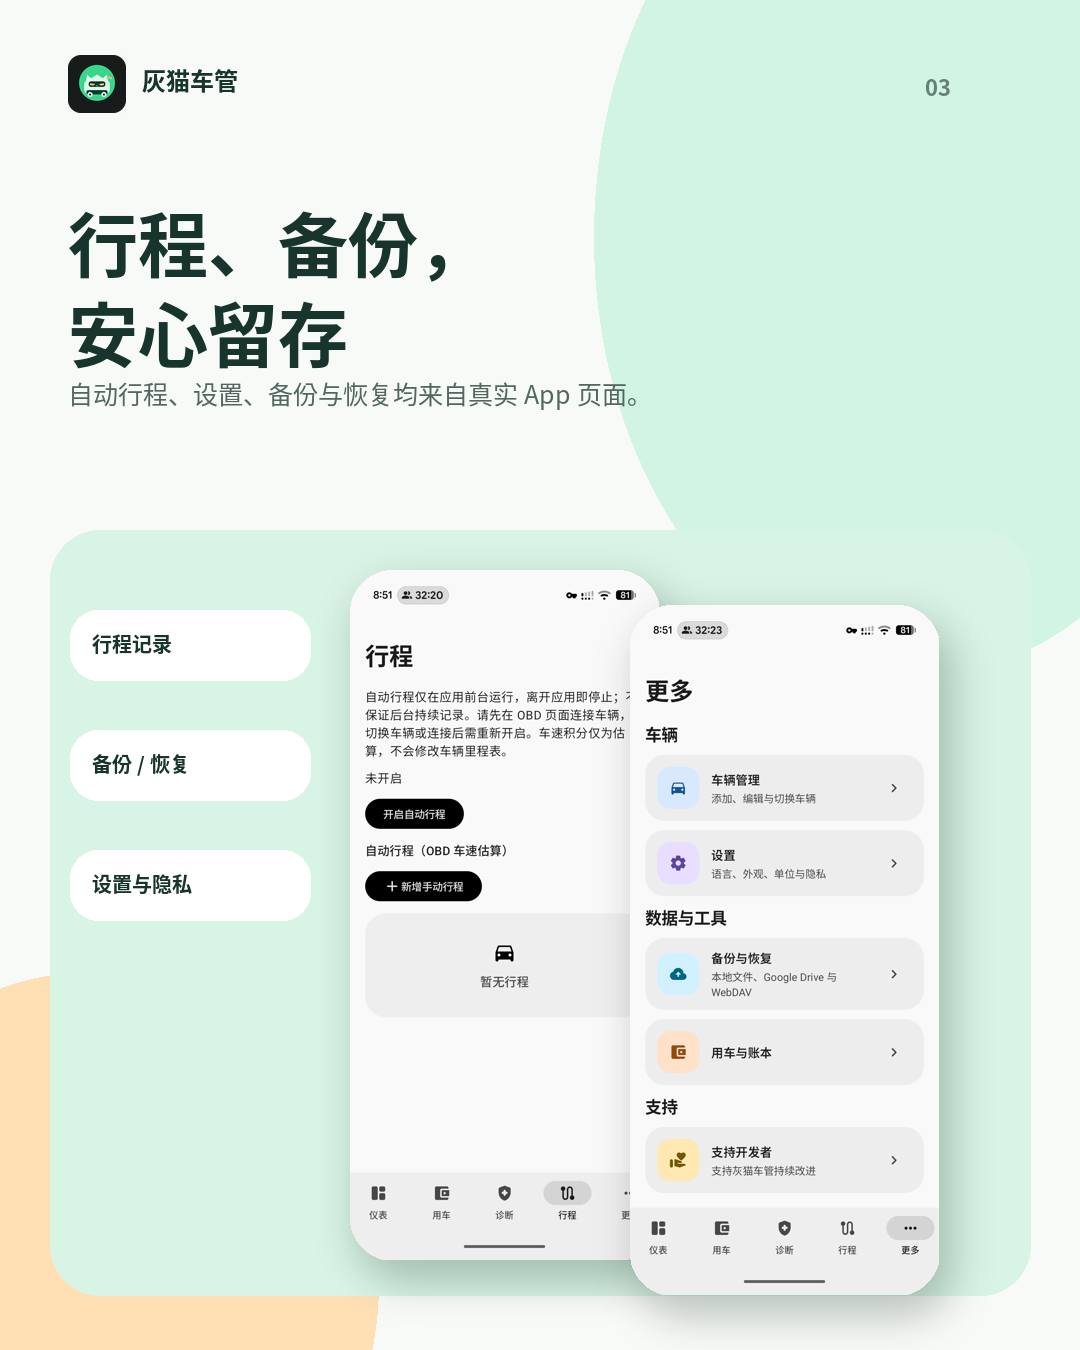 灰猫车管
03
行程、备份，
安心留存
自动行程、设置、备份与恢复均来自真实 App 页面。
行程记录
备份 / 恢复
设置与隐私
8:51 32:20 81
行程
自动行程仅在应用前台运行，离开应用即停止；不
保证后台持续记录。请先在 OBD 页面连接车辆，
切换车辆或连接后需重新开启。车速积分仅为估
算，不会修改车辆里程表。
未开启
开启自动行程
自动行程（OBD 车速估算）
新增手动行程
暂无行程
仪表 用车 诊断 行程 更
8:51 32:23 81
更多
车辆
车辆管理
添加、编辑与切换车辆
设置
语言、外观、单位与隐私
数据与工具
备份与恢复
本地文件、Google Drive 与
WebDAV
用车与账本
支持
支持开发者
支持灰猫车管持续改进
仪表 用车 诊断 行程 更多